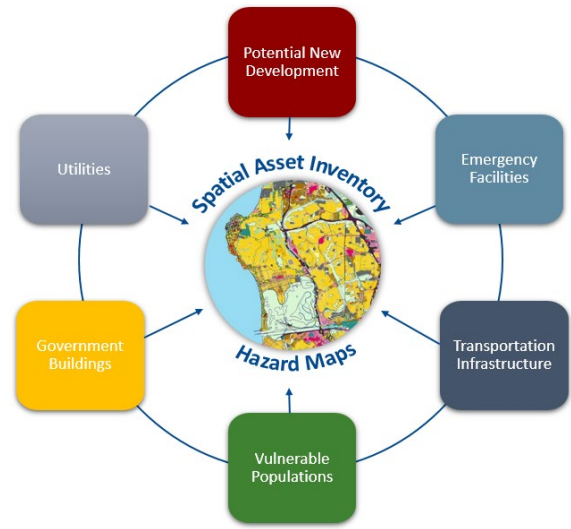 Potential New
Development
Utilities
Emergency
Facilities
Spatial Asset Inventory
Government
Buildings
Transportation
Infrastructure
Hazard Maps
Vulnerable
Populations